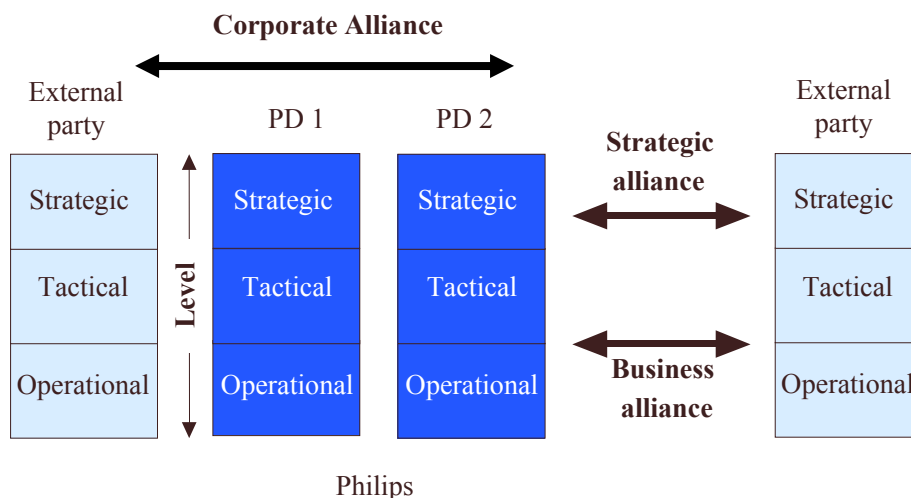 Corporate Alliance
External
party
PD 1
PD 2
External
party
Strategic
Tactical
Operational
Level
Strategic
Tactical
Operational
Strategic
Tactical
Operational
Strategic
alliance
Business
alliance
Strategic
Tactical
Operational
Philips